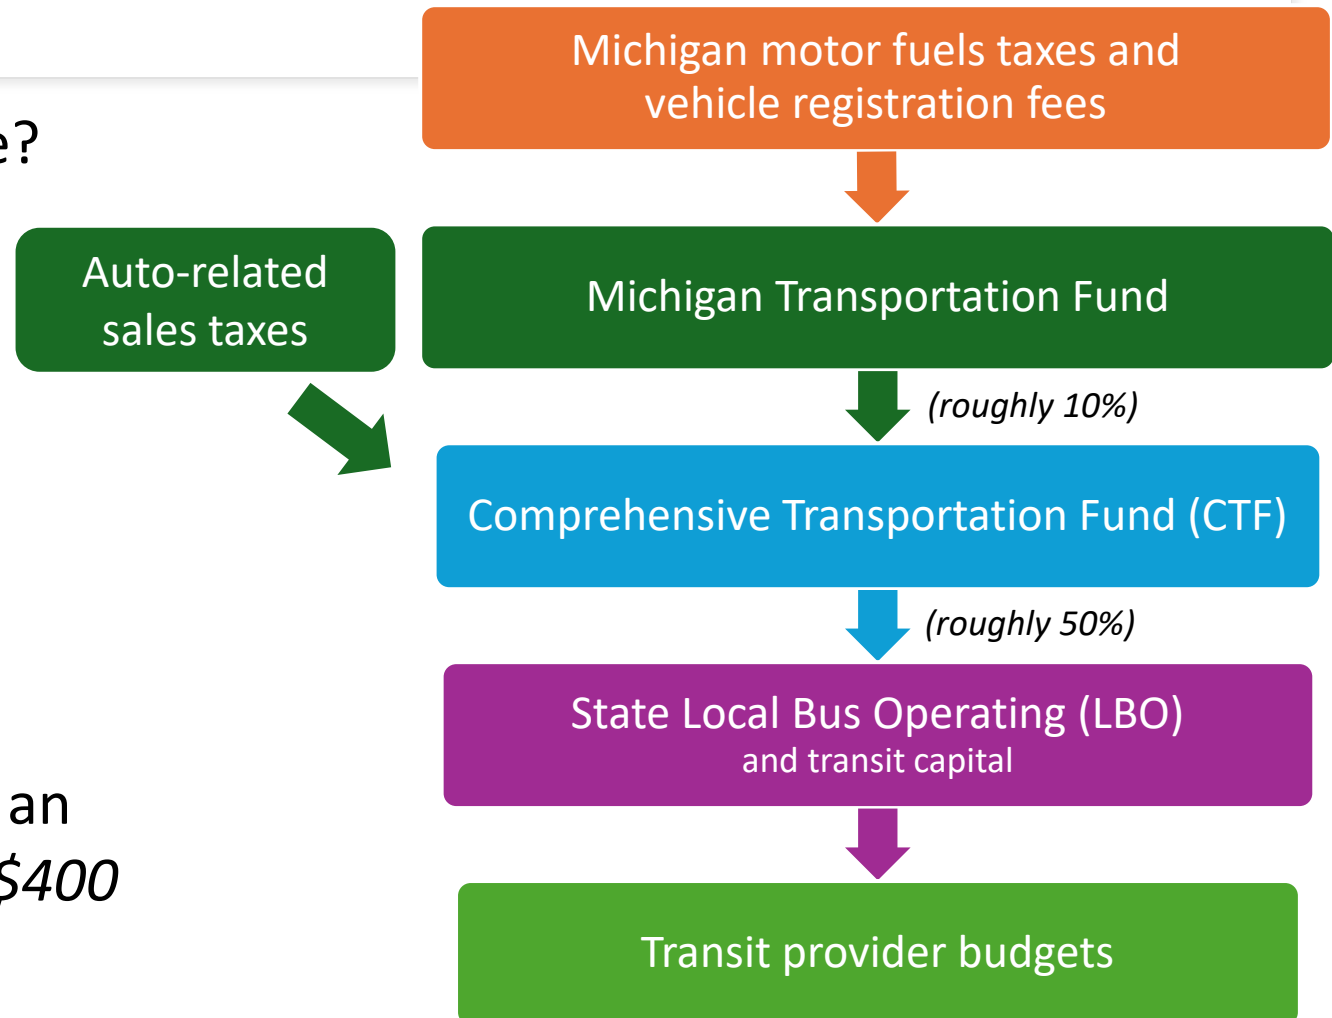 Michigan motor fuels taxes and
vehicle registration fees
e?
Auto-related
sales taxes
Michigan Transportation Fund
(roughly 10%)
Comprehensive Transportation Fund (CTF)
(roughly 50%)
State Local Bus Operating (LBO)
and transit capital
an
$400
Transit provider budgets